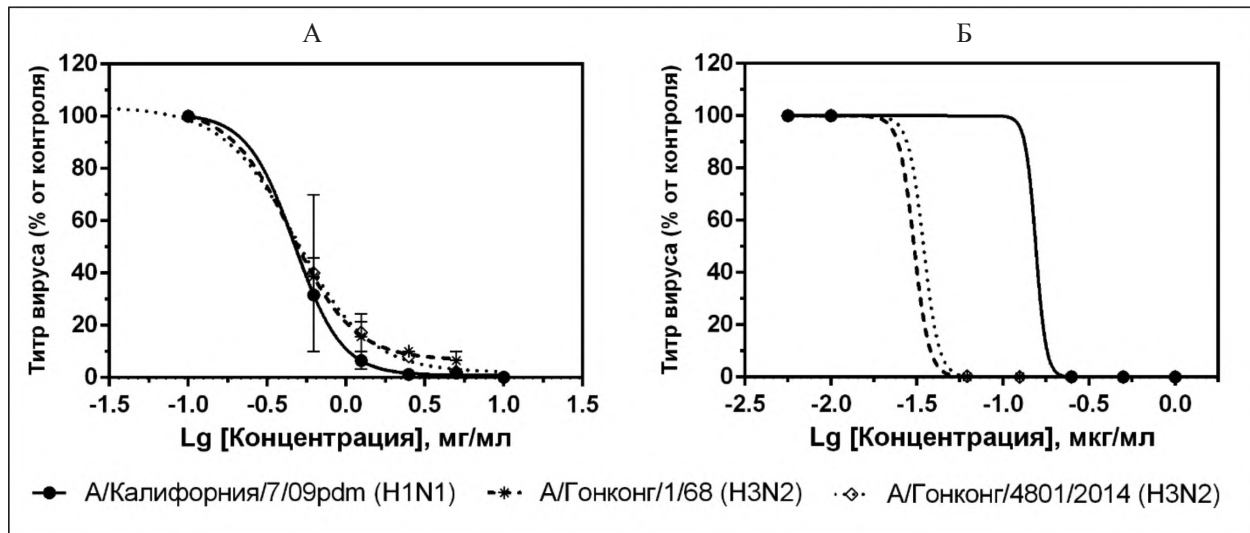 А
Б
Титр вируса (% от контроля)
120
100
80
60
40
20
0
-1.5 -1.0 -0.5 0.0 0.5 1.0 1.5
Lg [Концентрация], мг/мл
Титр вируса (% от контроля)
120
100
80
60
40
20
0
-2.5 -2.0 -1.5 -1.0 -0.5 0.0
Lg [Концентрация], мкг/мл
А/Калифорния/7/09pdm (H1N1) А/Гонконг/1/68 (H3N2) А/Гонконг/4801/2014 (H3N2)